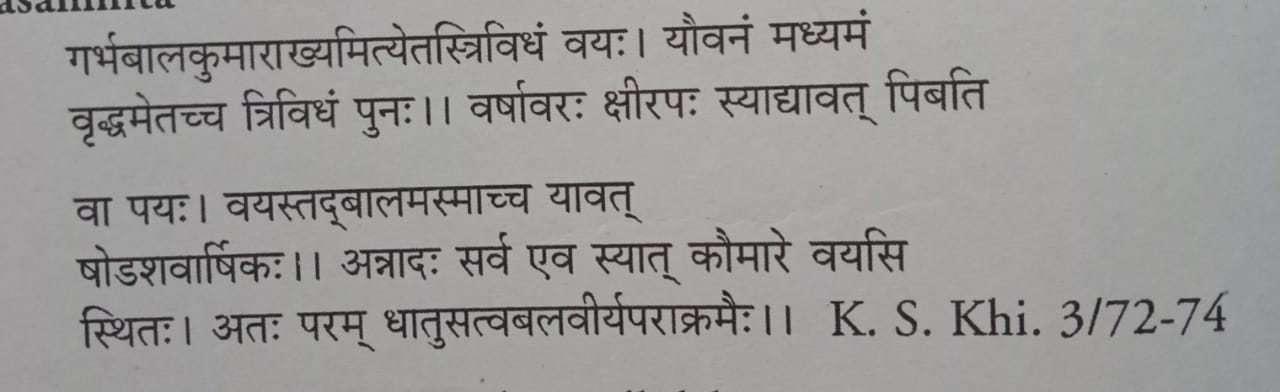 गर्भबालकुमाराख्यमित्येतस्त्रिविधं वयः। यौवनं मध्यमं
वृद्धमेतच्च त्रिविधं पुनः।। वर्षावरः क्षीरपः स्याद्यावत् पिबति
वा पयः। वयस्तद्बालमस्माच्च यावत्
षोडशवार्षिकः।। अन्नादः सर्व एव स्यात् कौमारे वयसि
स्थितः। अतः परम् धातुसत्वबलवीर्यपराक्रमैः।। K. S. Khi. 3/72-74